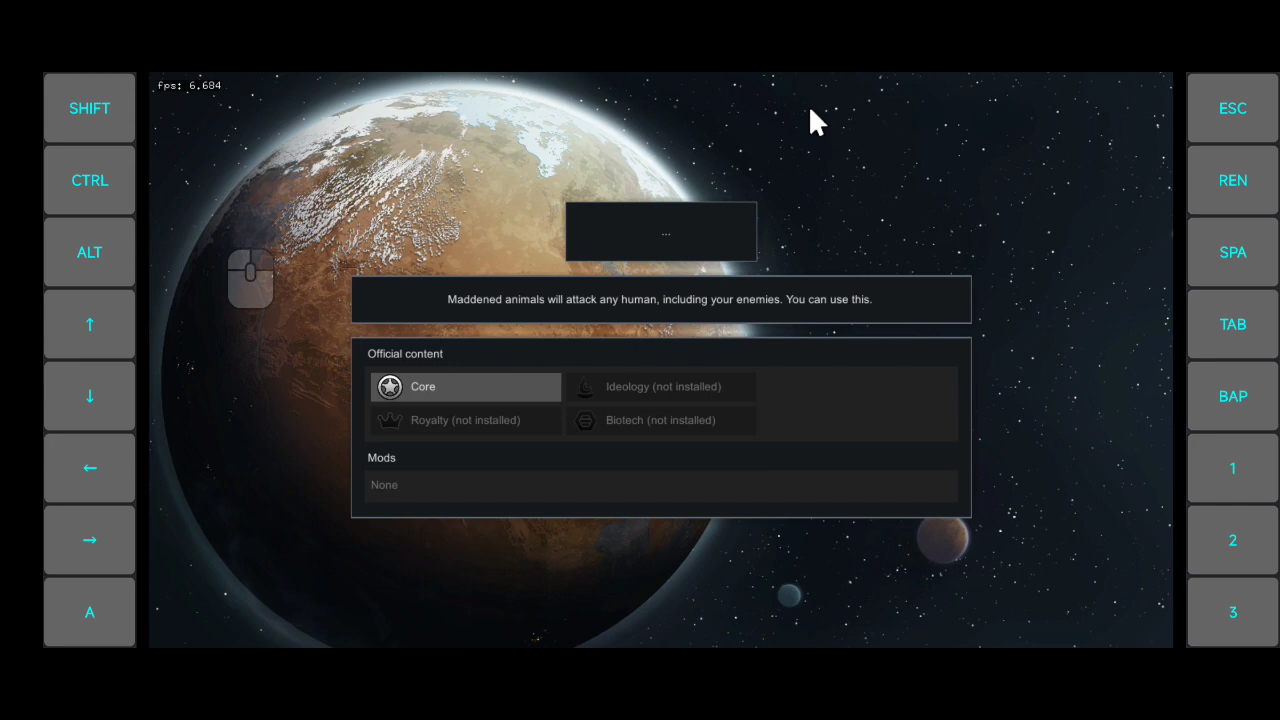 fps: 6.684
SHIFT
CTRL
ALT
↑
↓
←
→
A
...
Maddened animals will attack any human, including your enemies. You can use this.
Official content
Core
Ideology (not installed)
Royalty (not installed)
Biotech (not installed)
Mods
None
ESC
REN
SPA
TAB
BAP
1
2
3